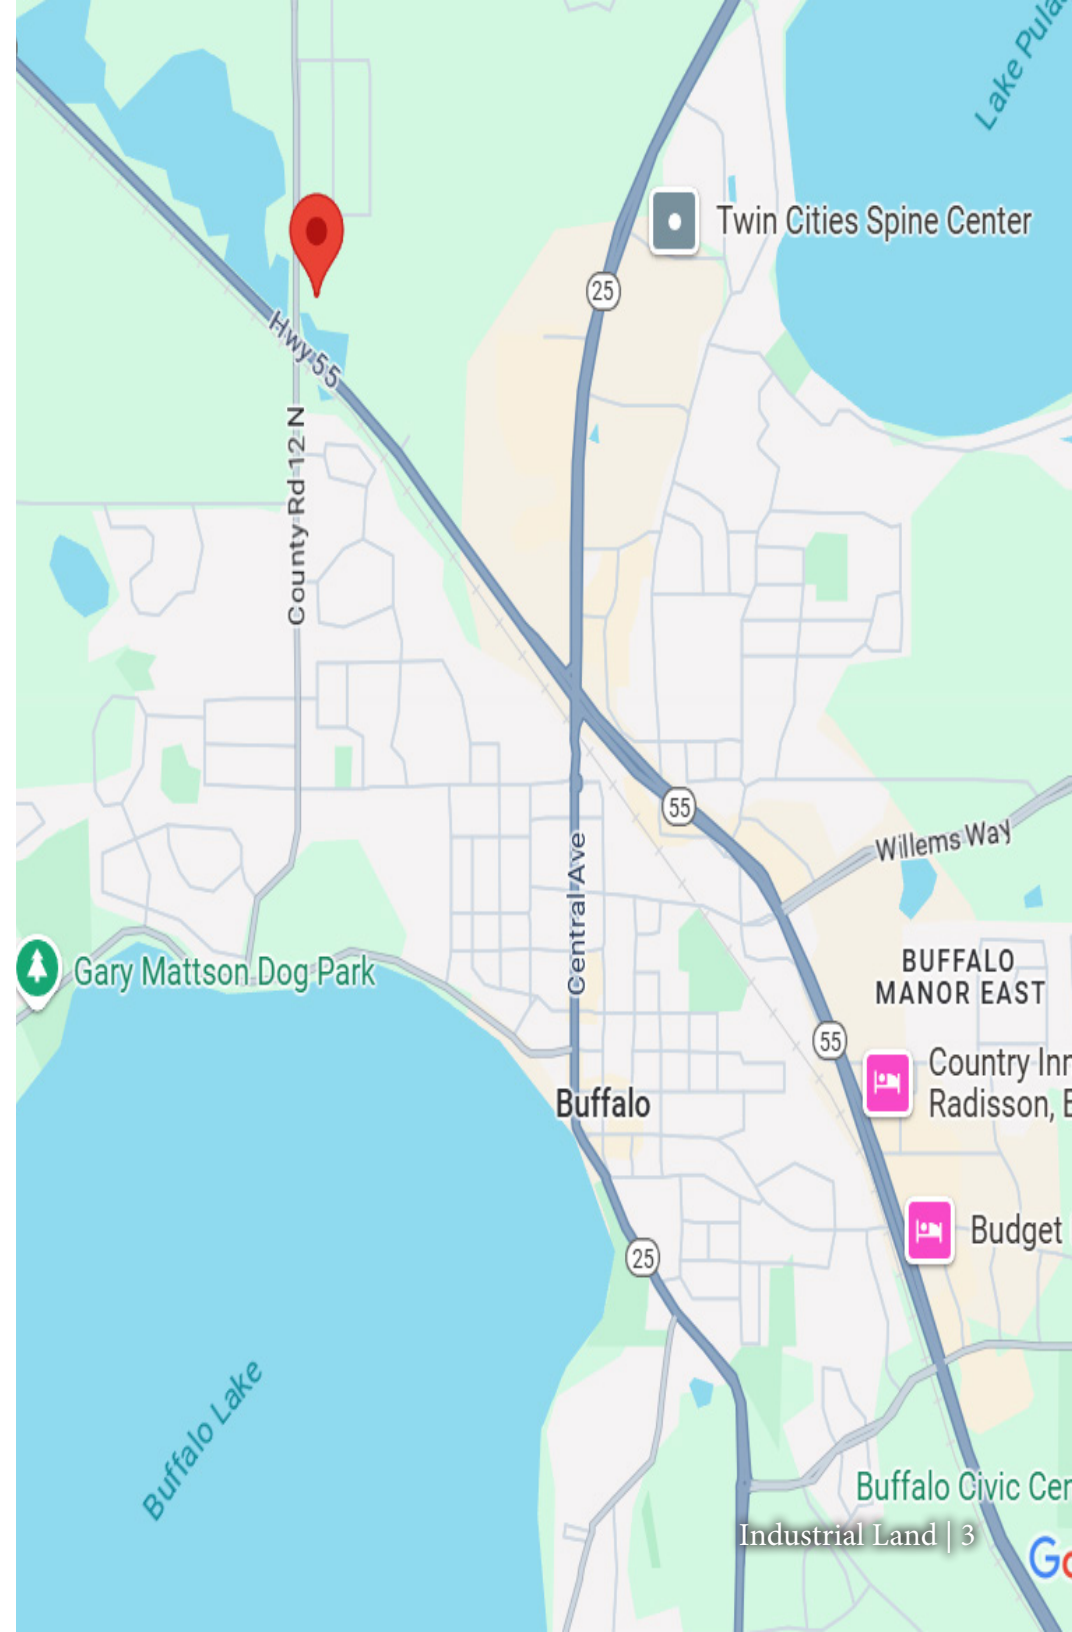 Lake Pula
Twin Cities Spine Center
25
Hwy 55
County Rd 12 N
55
Willems Way
Central Ave
Gary Mattson Dog Park
BUFFALO
MANOR EAST
55
Country Inn
Radisson, B
Buffalo
Budget
25
Buffalo Lake
Buffalo Civic Cen
Industrial Land | 3
Go